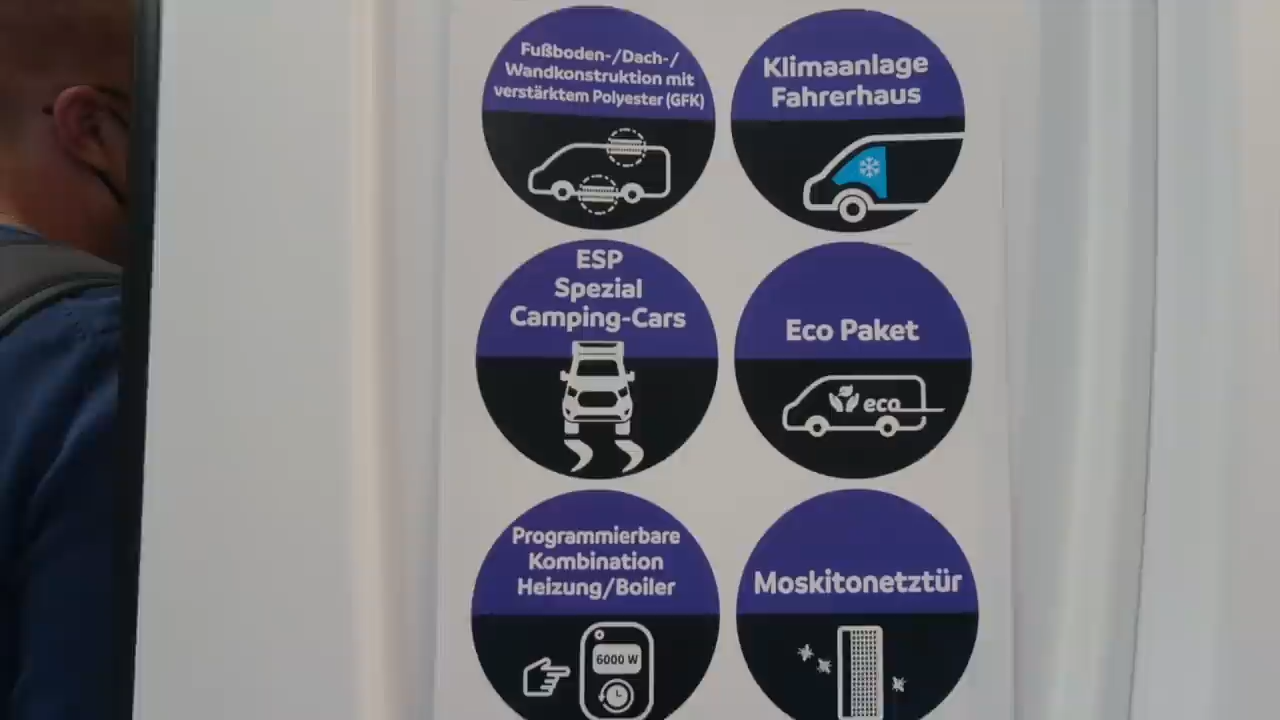 Fußboden-/Dach-/
Wandkonstruktion mit
verstärktem Polyester (GFK)
Klimaanlage
Fahrerhaus
ESP
Spezial
Camping-Cars
Eco Paket
eco
Programmierbare
Kombination
Heizung/Boiler
6000 W
Moskitonetztür